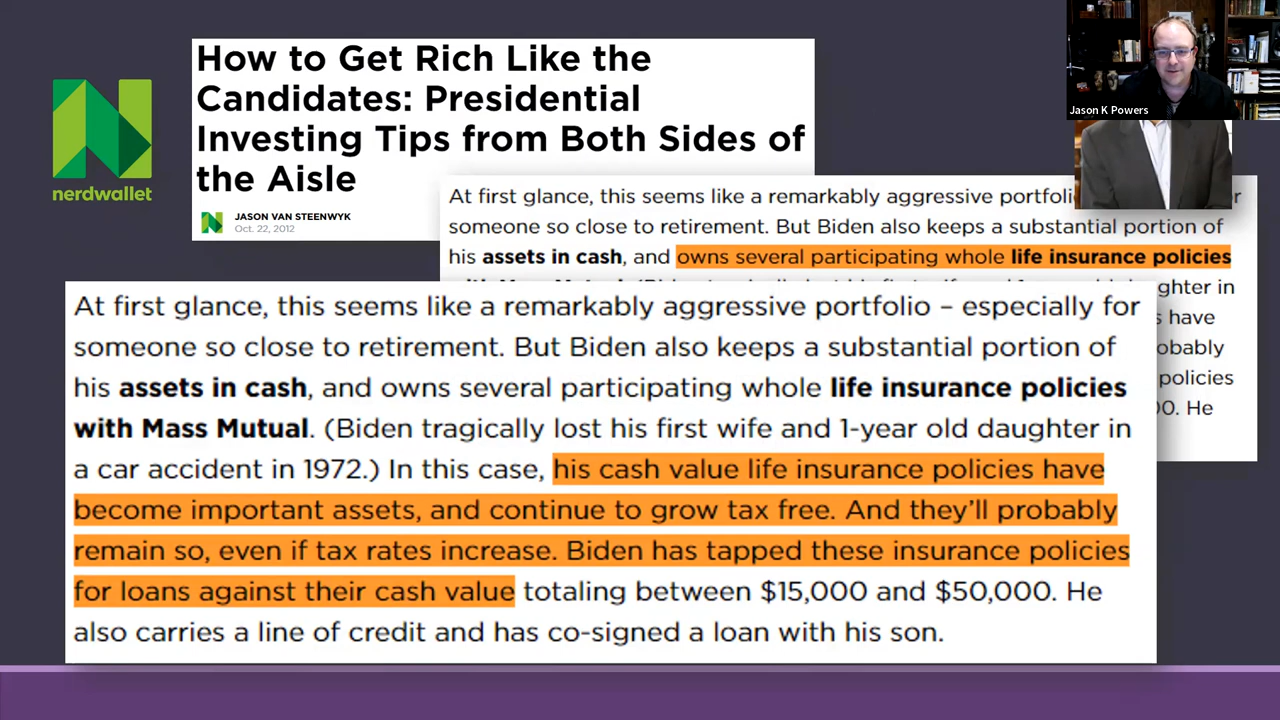 How to Get Rich Like the
Candidates: Presidential
Investing Tips from Both Sides of
the Aisle
nerdwallet
JASON VAN STEENWYK
Oct. 22, 2012
Jason K Powers
At first glance, this seems like a remarkably aggressive
someone so close to retirement. But Biden also keeps a substantial portion of
his assets in cash, and owns several participating whole life insurance policies
ghter in
have
obably
policies
He
At first glance, this seems like a remarkably aggressive portfolio – especially for
someone so close to retirement. But Biden also keeps a substantial portion of
his assets in cash, and owns several participating whole life insurance policies
with Mass Mutual. (Biden tragically lost his first wife and 1-year old daughter in
a car accident in 1972.) In this case, his cash value life insurance policies have
become important assets, and continue to grow tax free. And they’ll probably
remain so, even if tax rates increase. Biden has tapped these insurance policies
for loans against their cash value totaling between $15,000 and $50,000. He
also carries a line of credit and has co-signed a loan with his son.